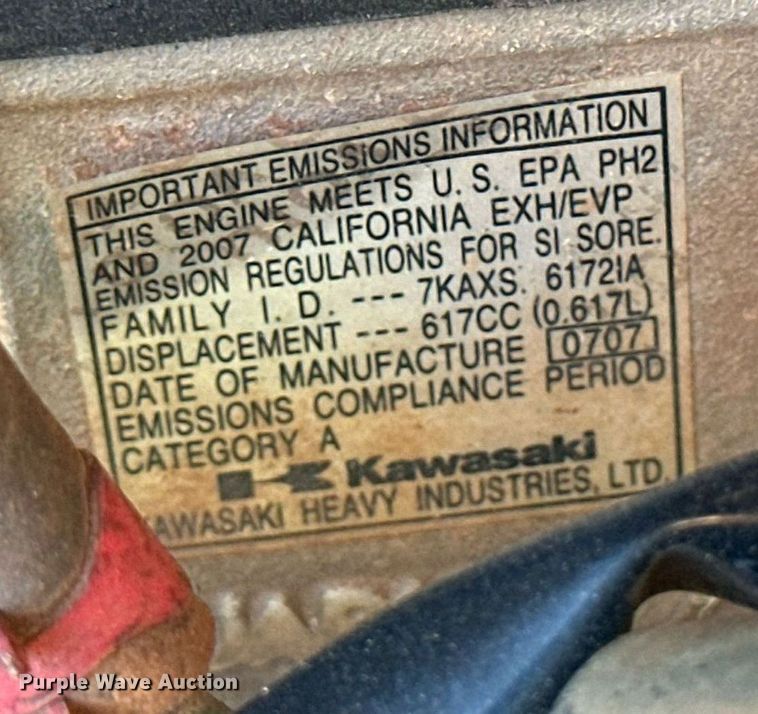 IMPORTANT EMISSIONS INFORMATION
THIS ENGINE MEETS U.S. EPA PH2
AND 2007 CALIFORNIA EXH/EVP
EMISSION REGULATIONS FOR SI SORE.
FAMILY I.D. --- 7KAXS. 6172IA
DISPLACEMENT --- 617CC (0.617L)
DATE OF MANUFACTURE 0707
EMISSIONS COMPLIANCE PERIOD
CATEGORY A
Kawasaki
KAWASAKI HEAVY INDUSTRIES, LTD.
Purple Wave Auction